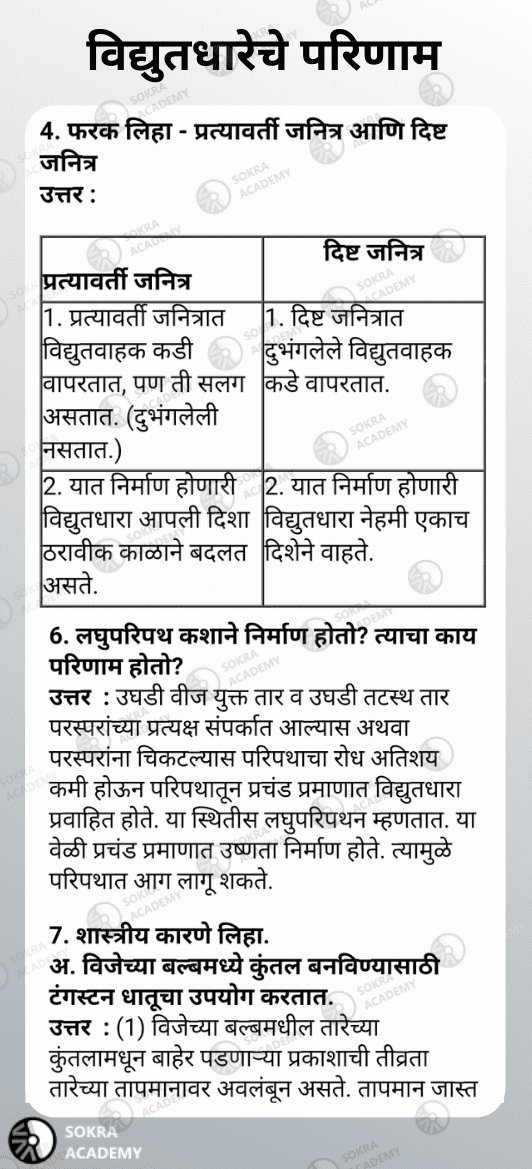 विद्युतधारेचे परिणाम
4. फरक लिहा - प्रत्यावर्ती जनित्र आणि दिष्ट
जनित्र
उत्तर :
प्रत्यावर्ती जनित्र
दिष्ट जनित्र
1. प्रत्यावर्ती जनित्रात
विद्युतवाहक कडी
वापरतात, पण ती सलग
असतात. (दुभंगलेली
नसतात.)
1. दिष्ट जनित्रात
दुभंगलेले विद्युतवाहक
कडे वापरतात.
2. यात निर्माण होणारी
विद्युतधारा आपली दिशा
ठरावीक काळाने बदलत
असते.
2. यात निर्माण होणारी
विद्युतधारा नेहमी एकाच
दिशेने वाहते.
6. लघुपरिपथ कशाने निर्माण होतो? त्याचा काय
परिणाम होतो?
उत्तर : उघडी वीज युक्त तार व उघडी तटस्थ तार
परस्परांच्या प्रत्यक्ष संपर्कात आल्यास अथवा
परस्परांना चिकटल्यास परिपथाचा रोध अतिशय
कमी होऊन परिपथातून प्रचंड प्रमाणात विद्युतधारा
प्रवाहित होते. या स्थितीस लघुपरिपथन म्हणतात. या
वेळी प्रचंड प्रमाणात उष्णता निर्माण होते. त्यामुळे
परिपथात आग लागू शकते.
7. शास्त्रीय कारणे लिहा.
अ. विजेच्या बल्बमध्ये कुंतल बनविण्यासाठी
टंगस्टन धातूचा उपयोग करतात.
उत्तर : (1) विजेच्या बल्बमधील तारेच्या
कुंतलामधून बाहेर पडणाऱ्या प्रकाशाची तीव्रता
तारेच्या तापमानावर अवलंबून असते. तापमान जास्त
SOKRA
ACADEMY